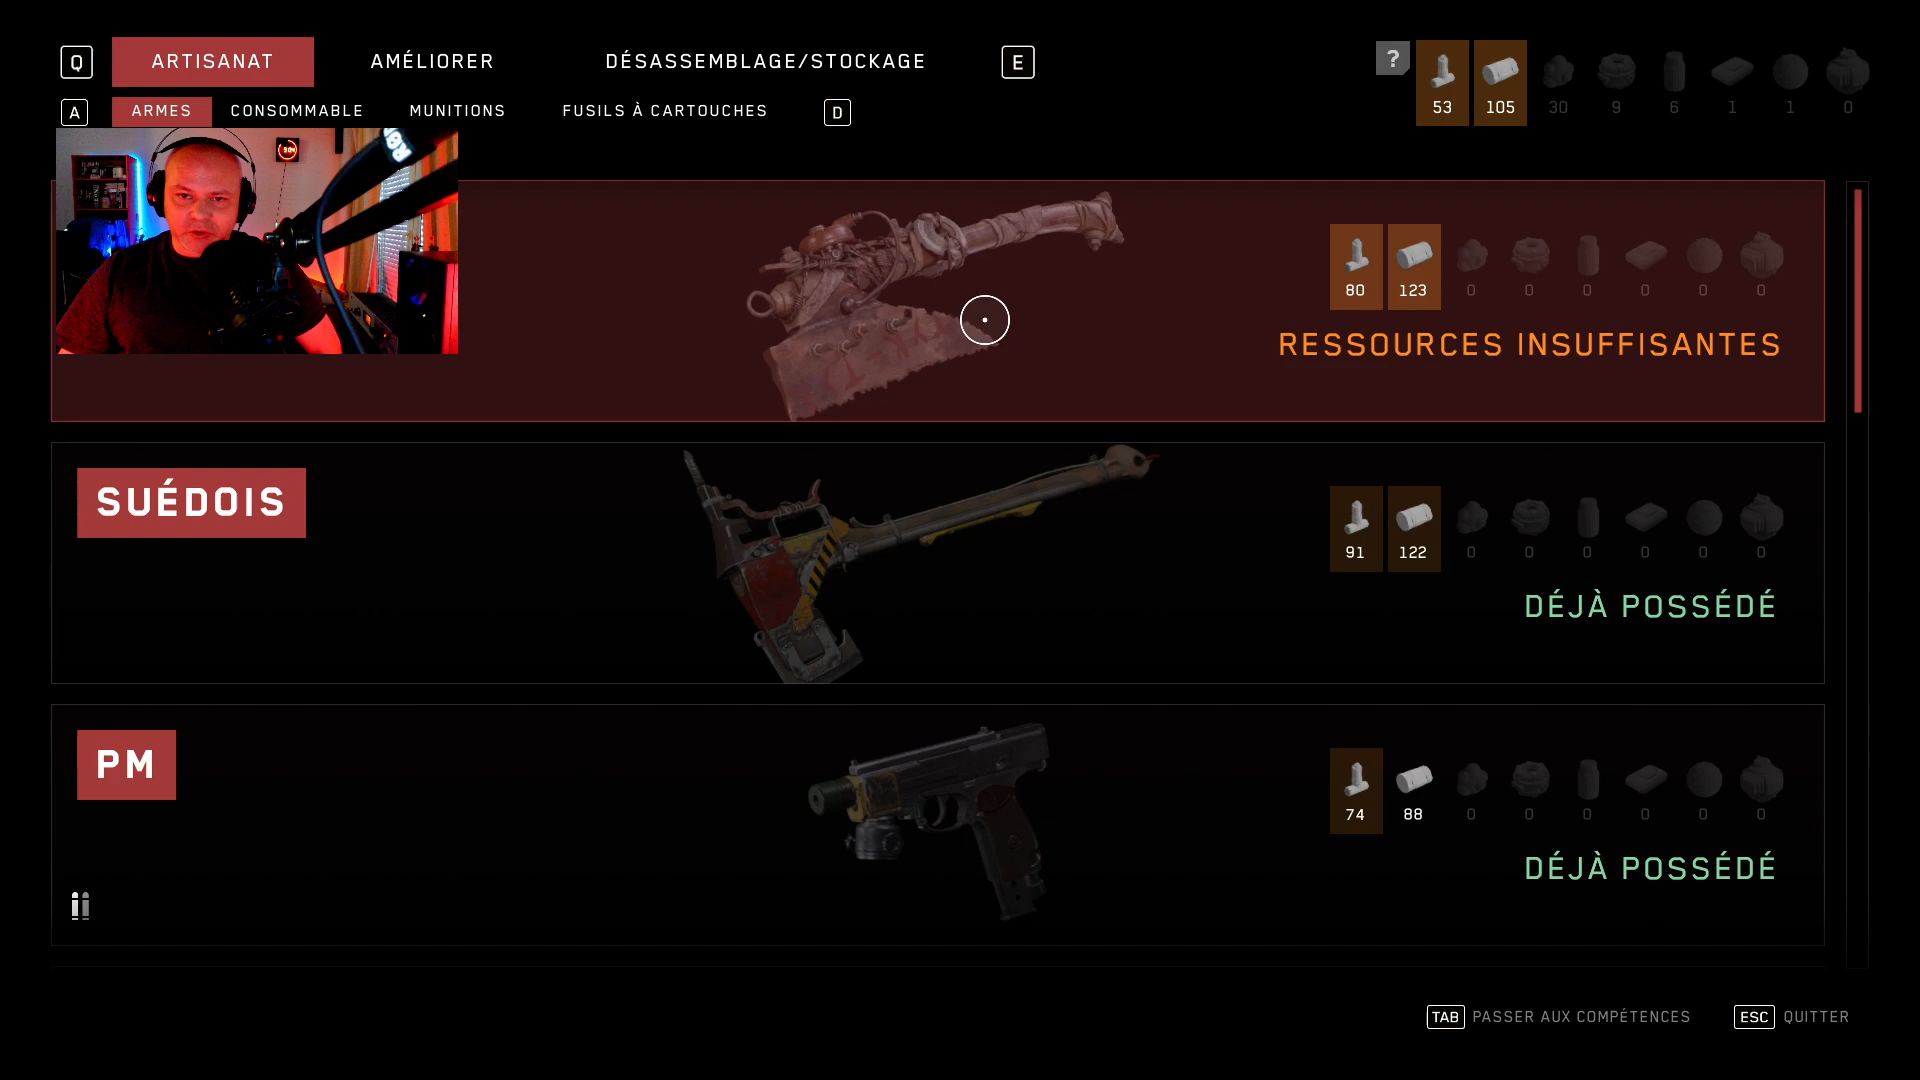 Q ARTISANAT AMÉLIORER DÉSASSEMBLAGE/STOCKAGE E
?
53 105 30 9 6 1 1 0
A ARMES CONSOMMABLE MUNITIONS FUSILS À CARTOUCHES D
80 123 0 0 0 0 0 0
RESSOURCES INSUFFISANTES
SUÉDOIS
91 122 0 0 0 0 0 0
DÉJÀ POSSÉDÉ
PM
74 88 0 0 0 0 0 0
DÉJÀ POSSÉDÉ
TAB PASSER AUX COMPÉTENCES ESC QUITTER